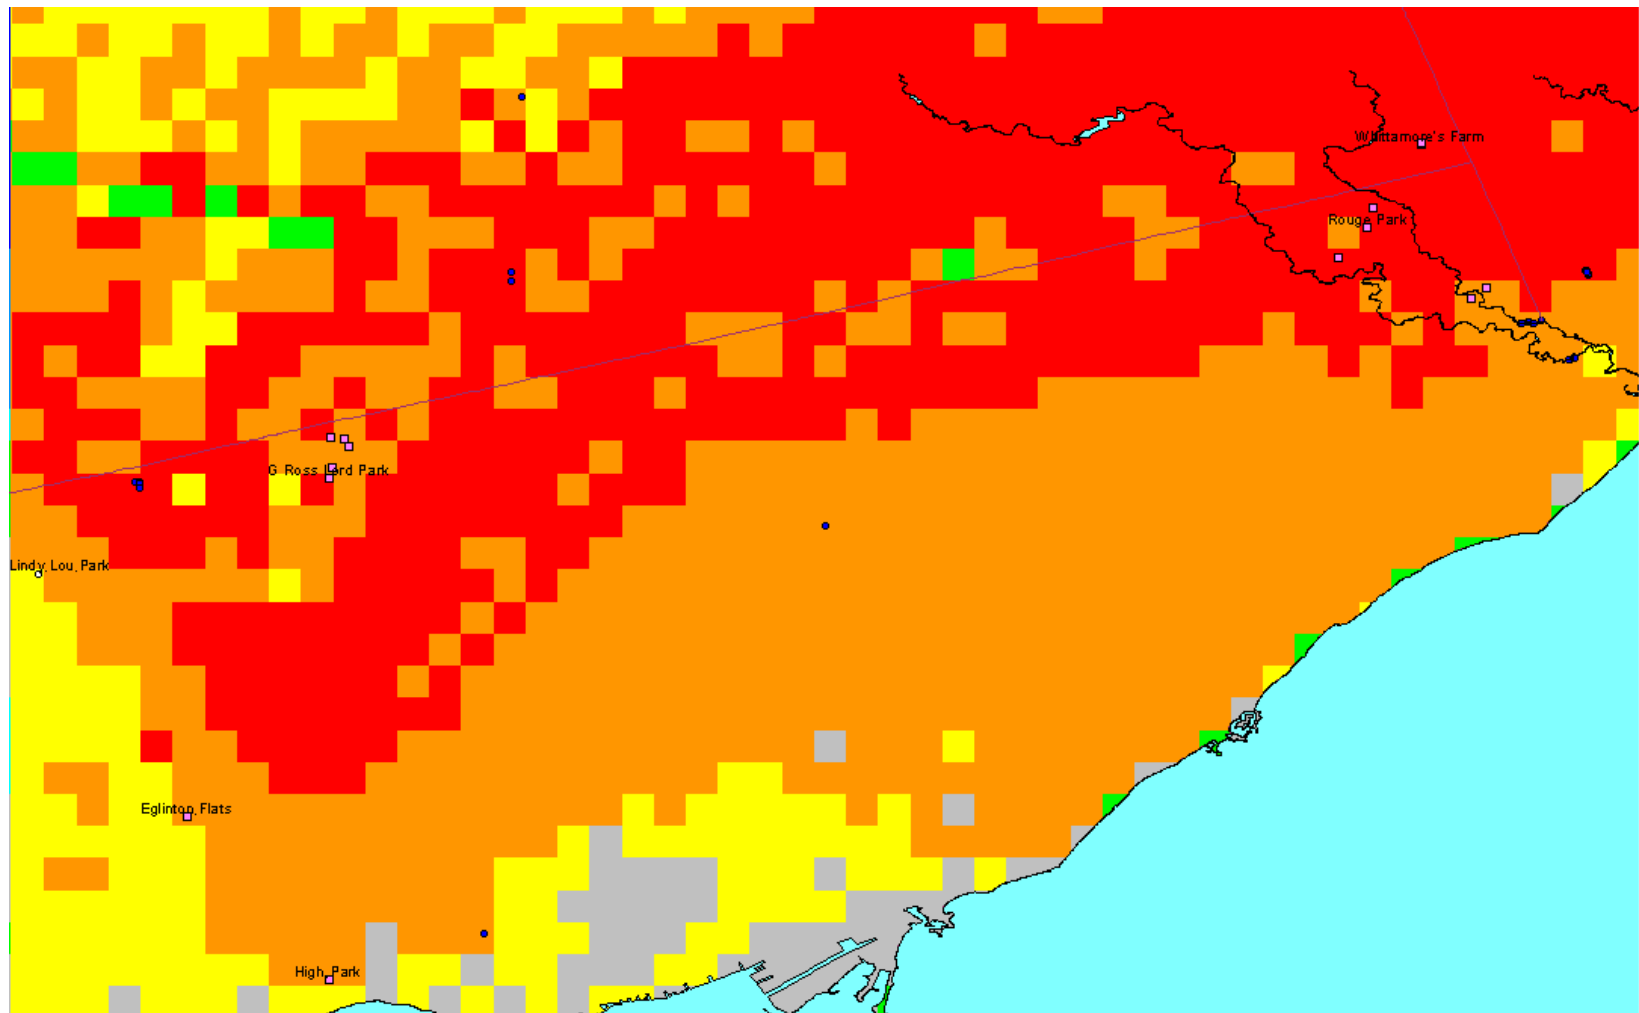 Whittamore's Farm
Rouge Park
G Ross Lord Park
Lindy Lou Park
Eglinton Flats
High Park